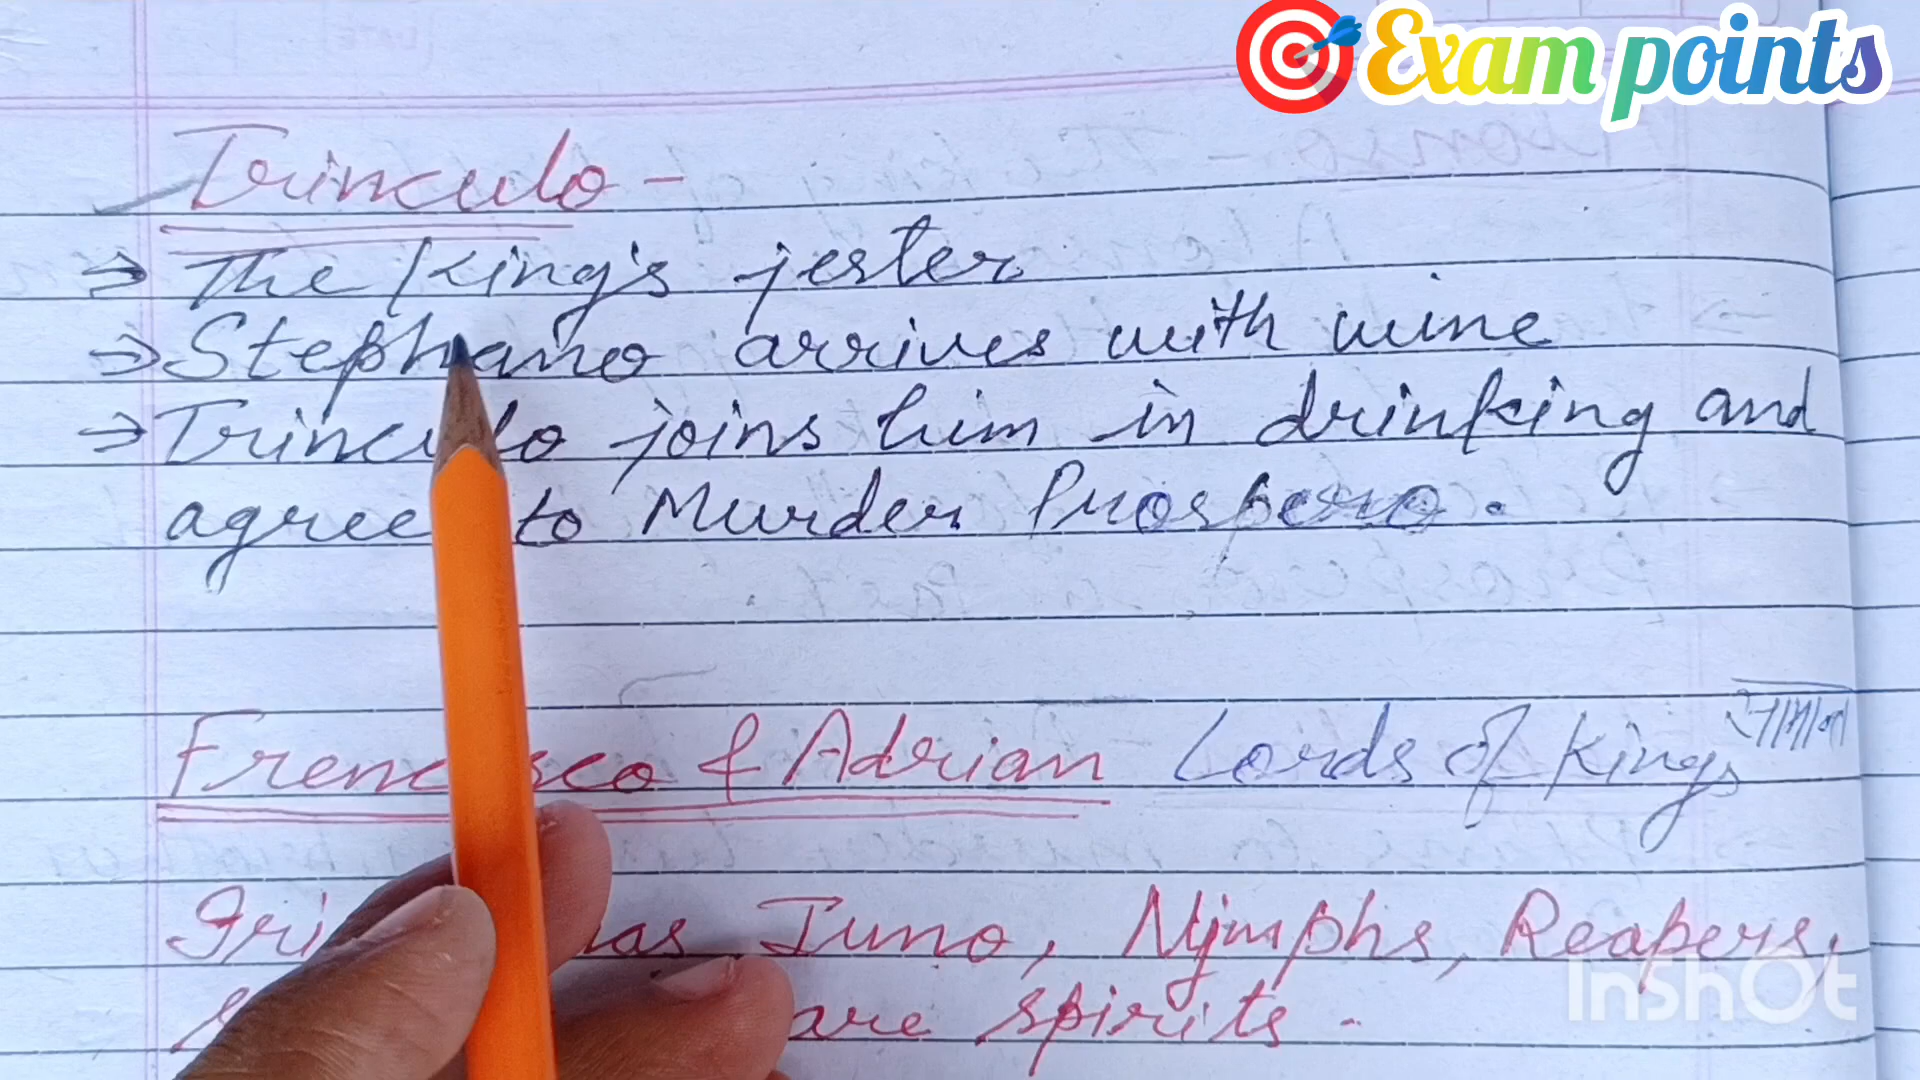 Exam points
Trinculo -
→ The King's jester
→ Stephano arrives with wine
→ Trinculo joins him in drinking and
agree to Murder Prospero.
सामान्त
Frencisco & Adrian Lords of Kings
Juno, Nymphs, Reapers,
are spirits.
InShOt